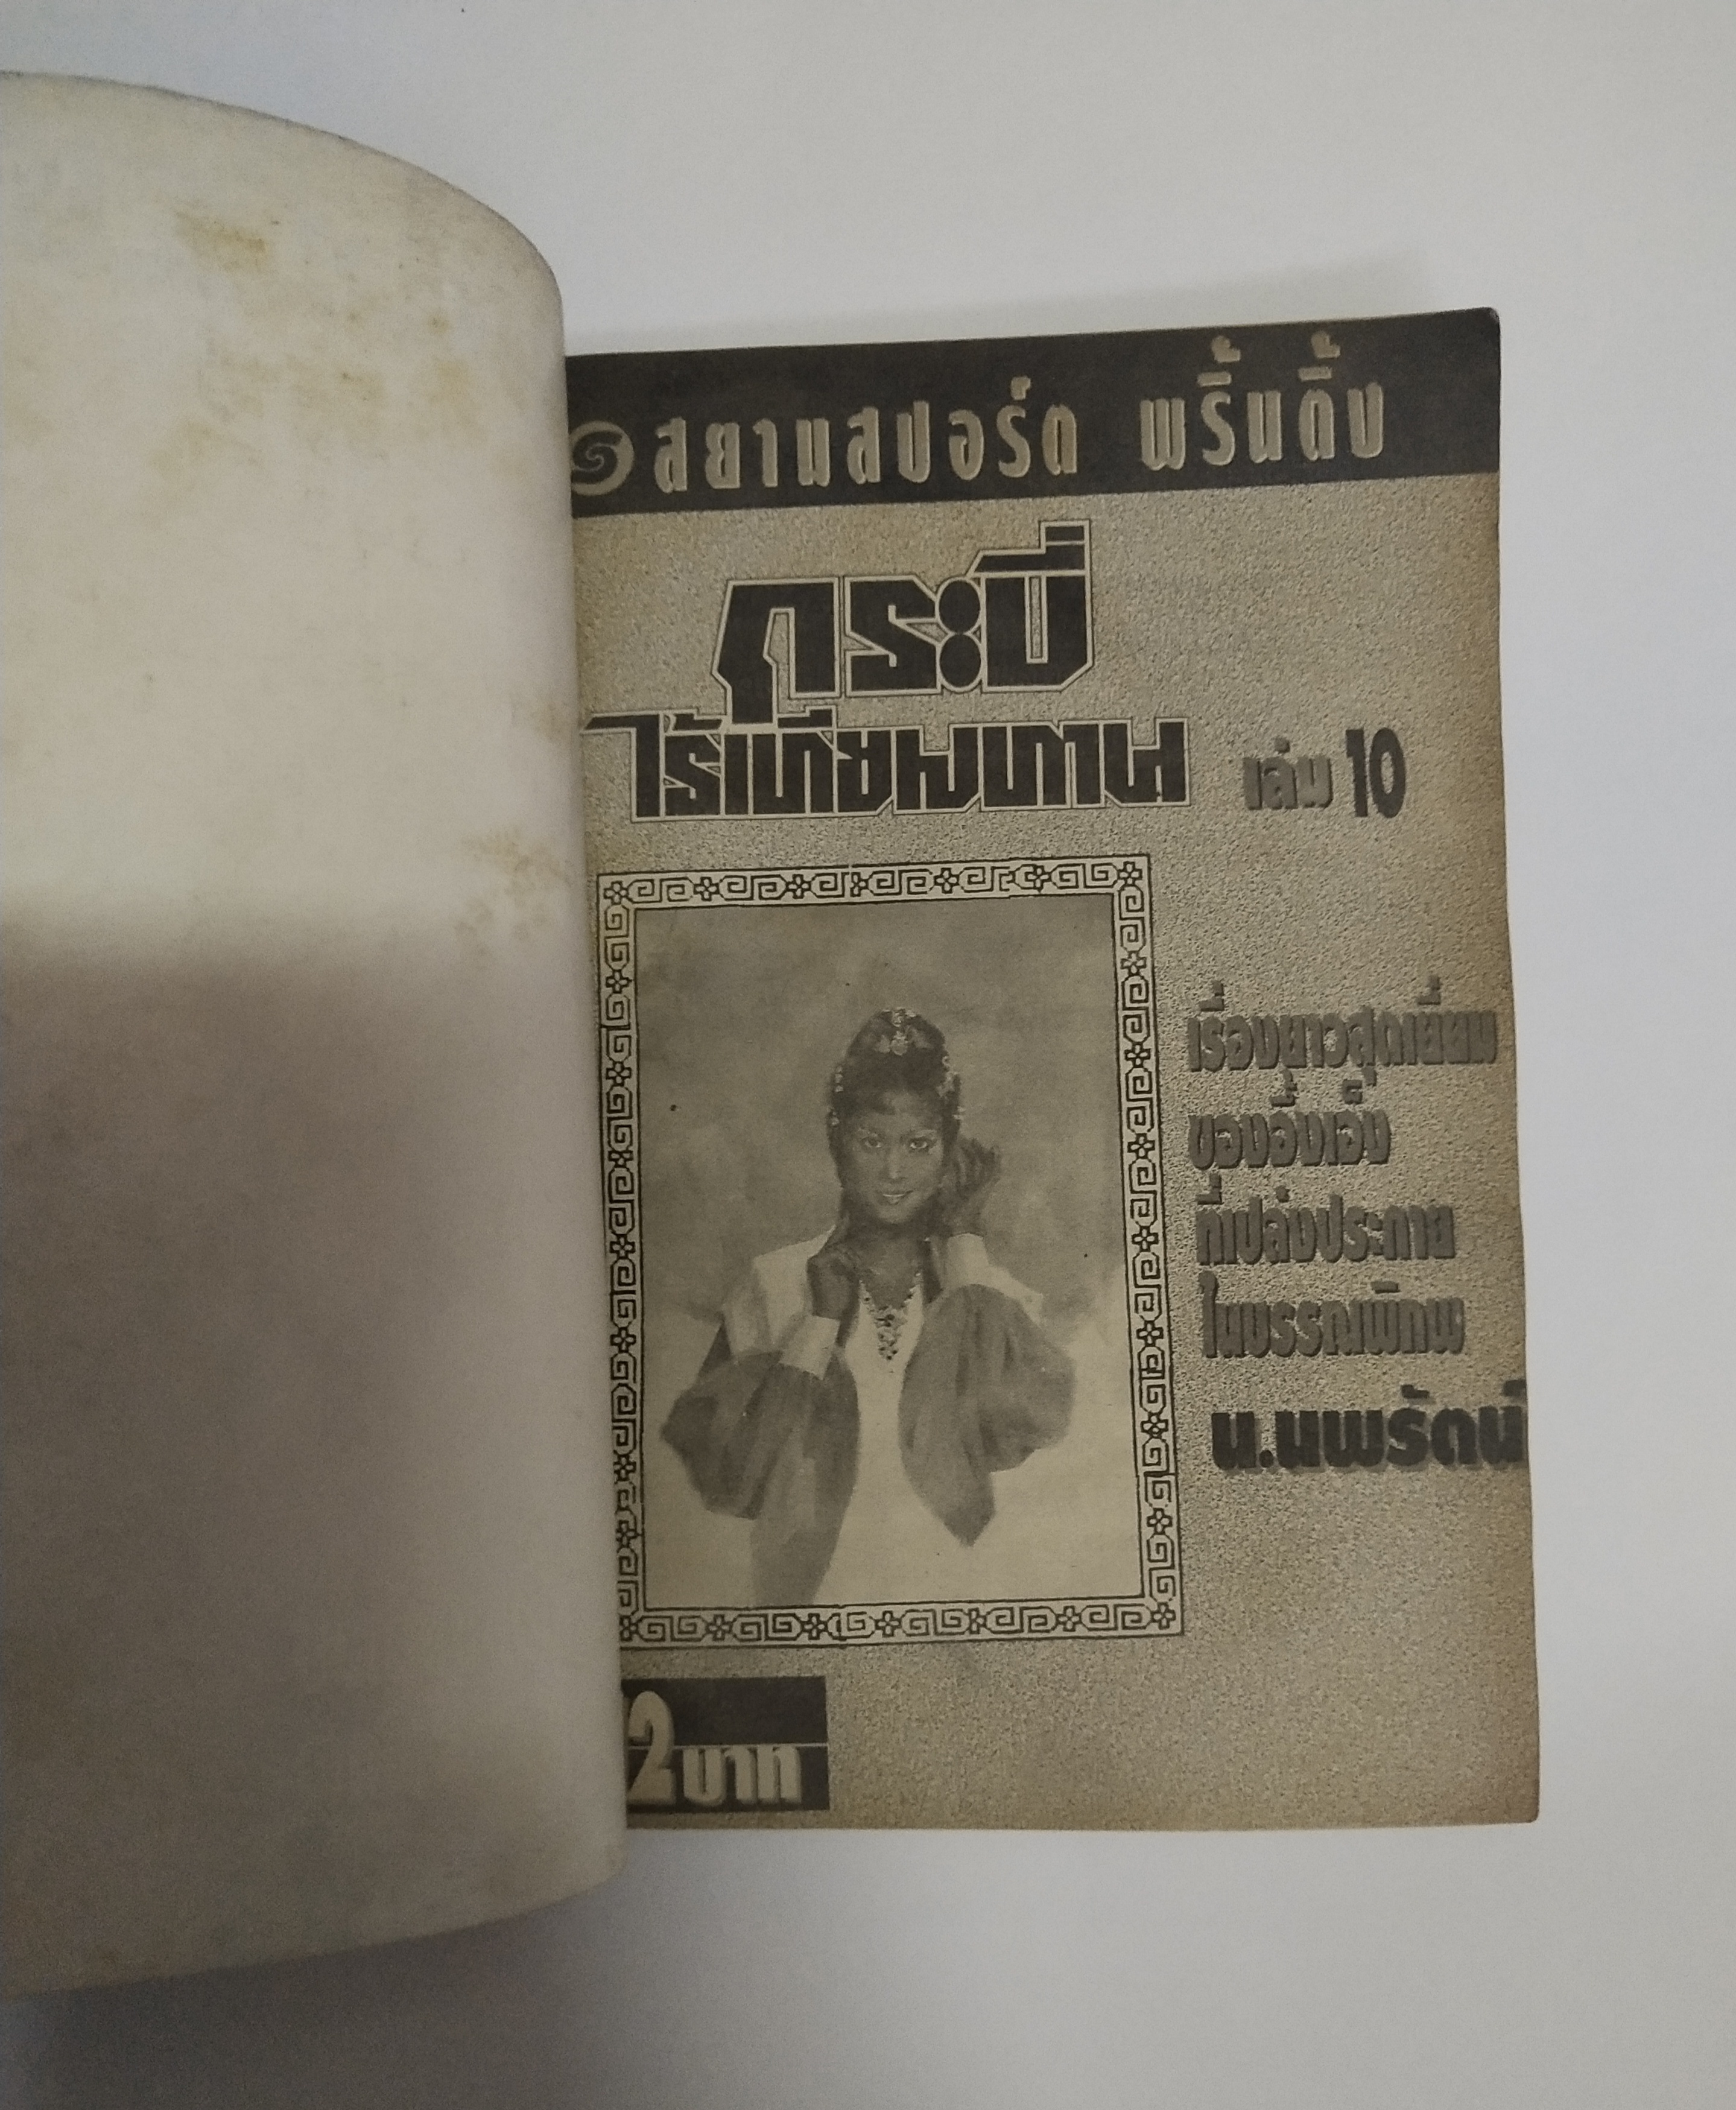 สยามสปอร์ต พริ้นติ้ง
กระบี่
ไร้เทียมทาน
เล่ม 10
เรื่องยาวสุดเยี่ยม
ของอึ้งเอ็ง
ที่เปล่งประกาย
ในบรรณพิภพ
น.นพรัตน์
2บาท